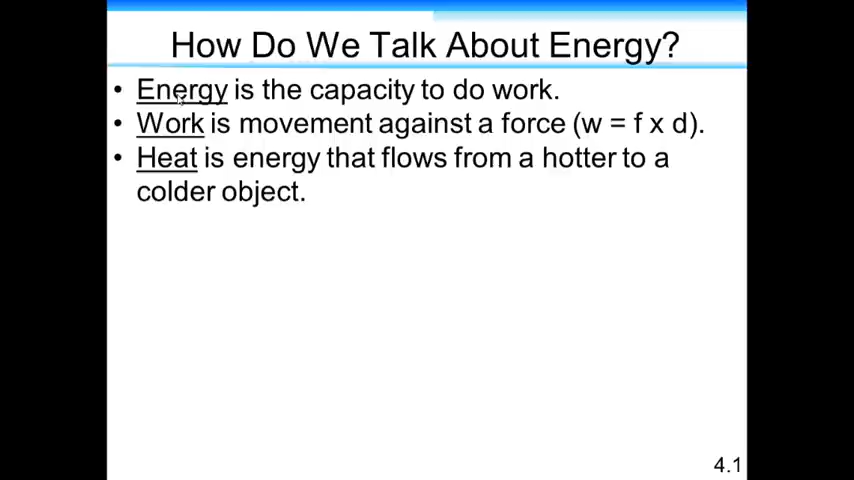 How Do We Talk About Energy?
• Energy is the capacity to do work.
• Work is movement against a force (w = f x d).
• Heat is energy that flows from a hotter to a
colder object.
4.1